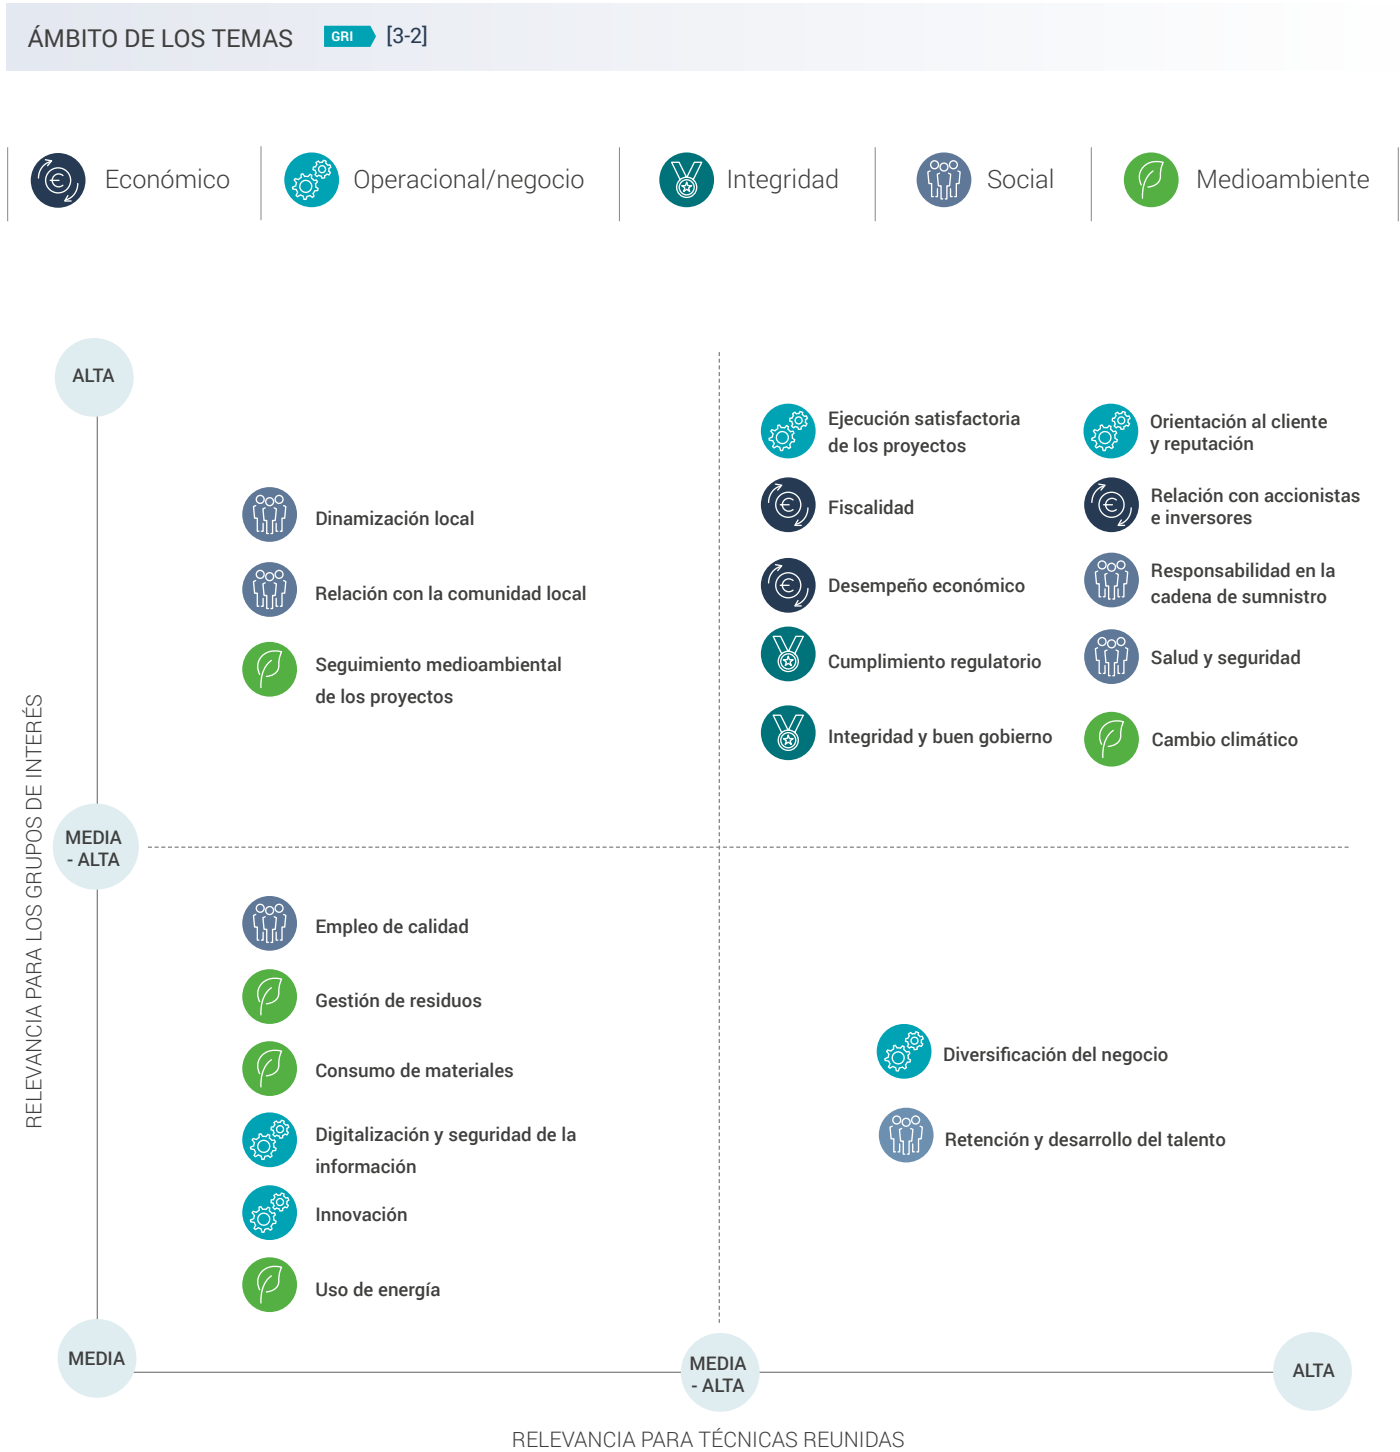 ÁMBITO DE LOS TEMAS GRI [3-2]
Económico
Operacional/negocio
Integridad
Social
Medioambiente
RELEVANCIA PARA LOS GRUPOS DE INTERÉS
ALTA
Dinamización local
Relación con la comunidad local
Seguimiento medioambiental
de los proyectos
Ejecución satisfactoria
de los proyectos
Fiscalidad
Desempeño económico
Cumplimiento regulatorio
Integridad y buen gobierno
Orientación al cliente
y reputación
Relación con accionistas
e inversores
Responsabilidad en la
cadena de sumnistro
Salud y seguridad
Cambio climático
MEDIA
- ALTA
Empleo de calidad
Gestión de residuos
Consumo de materiales
Digitalización y seguridad de la
información
Innovación
Uso de energía
Diversificación del negocio
Retención y desarrollo del talento
MEDIA
MEDIA
- ALTA
ALTA
RELEVANCIA PARA TÉCNICAS REUNIDAS